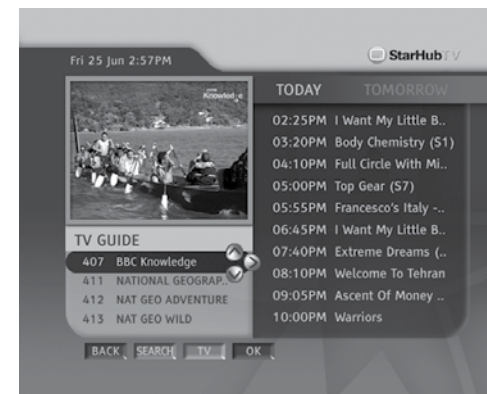 Fri 25 Jun 2:57PM
StarHub TV
Knowledge
TODAY TOMORROW
02:25PM I Want My Little B..
03:20PM Body Chemistry (S1)
04:10PM Full Circle With Mi..
05:00PM Top Gear (S7)
05:55PM Francesco's Italy -..
06:45PM I Want My Little B..
07:40PM Extreme Dreams (..
08:10PM Welcome To Tehran
09:05PM Ascent Of Money ..
10:00PM Warriors
TV GUIDE
407 BBC Knowledge
411 NATIONAL GEOGRAP..
412 NAT GEO ADVENTURE
413 NAT GEO WILD
BACK SEARCH TV OK